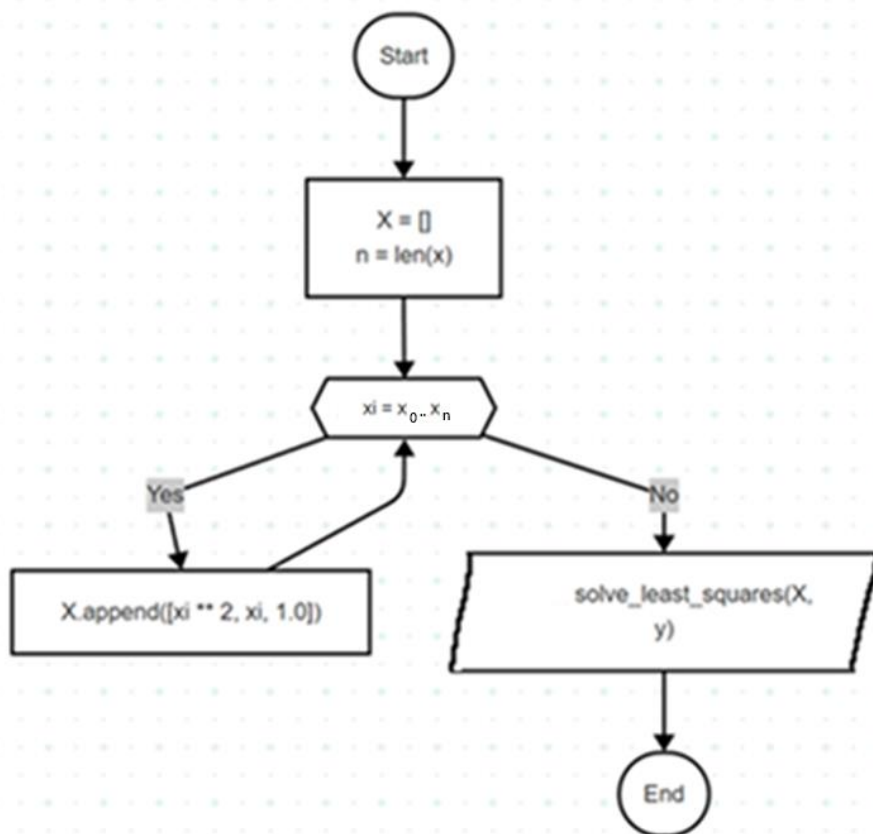 Start
X = []
n = len(x)
xi = x₀.. xₙ
Yes
No
X.append([xi ** 2, xi, 1.0])
solve_least_squares(X,
y)
End